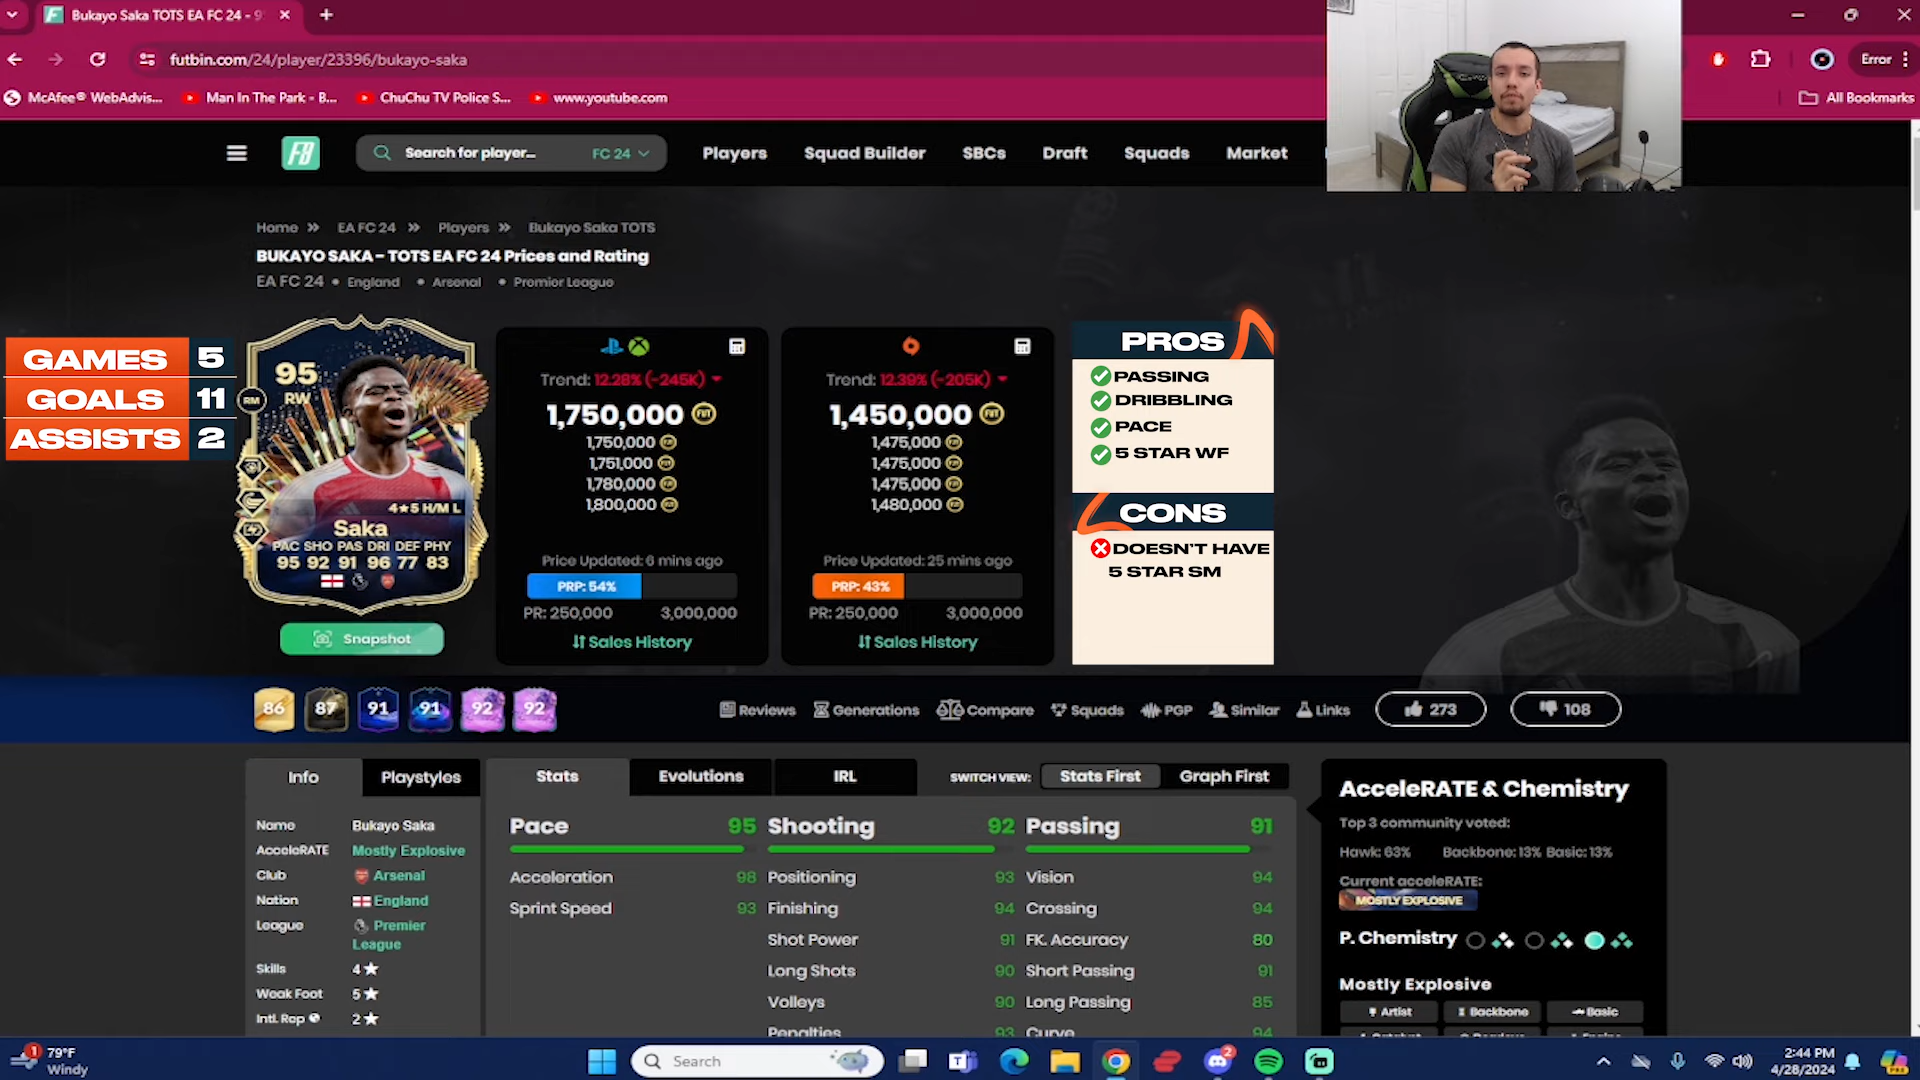 Bukayo Saka TOTS EA FC 24 - 9
futbin.com/24/player/23396/bukayo-saka
Error
McAfee® WebAdvis...
Man In The Park - B...
ChuChu TV Police S...
www.youtube.com
All Bookmarks
Search for player...
FC 24
Players
Squad Builder
SBCs
Draft
Squads
Market
Home » EA FC 24 » Players » Bukayo Saka TOTS
BUKAYO SAKA - TOTS EA FC 24 Prices and Rating
EA FC 24 • England • Arsenal • Premier League
GAMES 5
GOALS 11
ASSISTS 2
95
RW
RM
4★5 H/M L
Saka
PAC SHO PAS DRI DEF PHY
95 92 91 96 77 83
Snapshot
Trend: 12.28% (-245K)
1,750,000
1,750,000
1,751,000
1,780,000
1,800,000
Price Updated: 6 mins ago
PRP: 54%
PR: 250,000 3,000,000
Sales History
Trend: 12.39% (-205K)
1,450,000
1,475,000
1,475,000
1,475,000
1,480,000
Price Updated: 25 mins ago
PRP: 43%
PR: 250,000 3,000,000
Sales History
PROS
PASSING
DRIBBLING
PACE
5 STAR WF
CONS
DOESN'T HAVE
5 STAR SM
86
87
91
91
92
92
Reviews
Generations
Compare
Squads
PGP
Similar
Links
273
108
Info
Playstyles
Name Bukayo Saka
AcceleRATE Mostly Explosive
Club Arsenal
Nation England
League Premier
League
Skills 4★
Weak Foot 5★
Intl. Rep 2★
Stats
Evolutions
IRL
SWITCH VIEW:
Stats First
Graph First
Pace 95
Acceleration 98
Sprint Speed 93
Shooting 92
Positioning 93
Finishing 94
Shot Power 91
Long Shots 90
Volleys 90
Penalties 93
Passing 91
Vision 94
Crossing 94
FK. Accuracy 80
Short Passing 91
Long Passing 85
Curve 94
AcceleRATE & Chemistry
Top 3 community voted:
Hawk: 63% Backbone: 13% Basic: 13%
Current acceleRATE:
MOSTLY EXPLOSIVE
P. Chemistry
Mostly Explosive
Artist
Backbone
Basic
1
79°F
Windy
Search
2
2:44 PM
4/28/2024